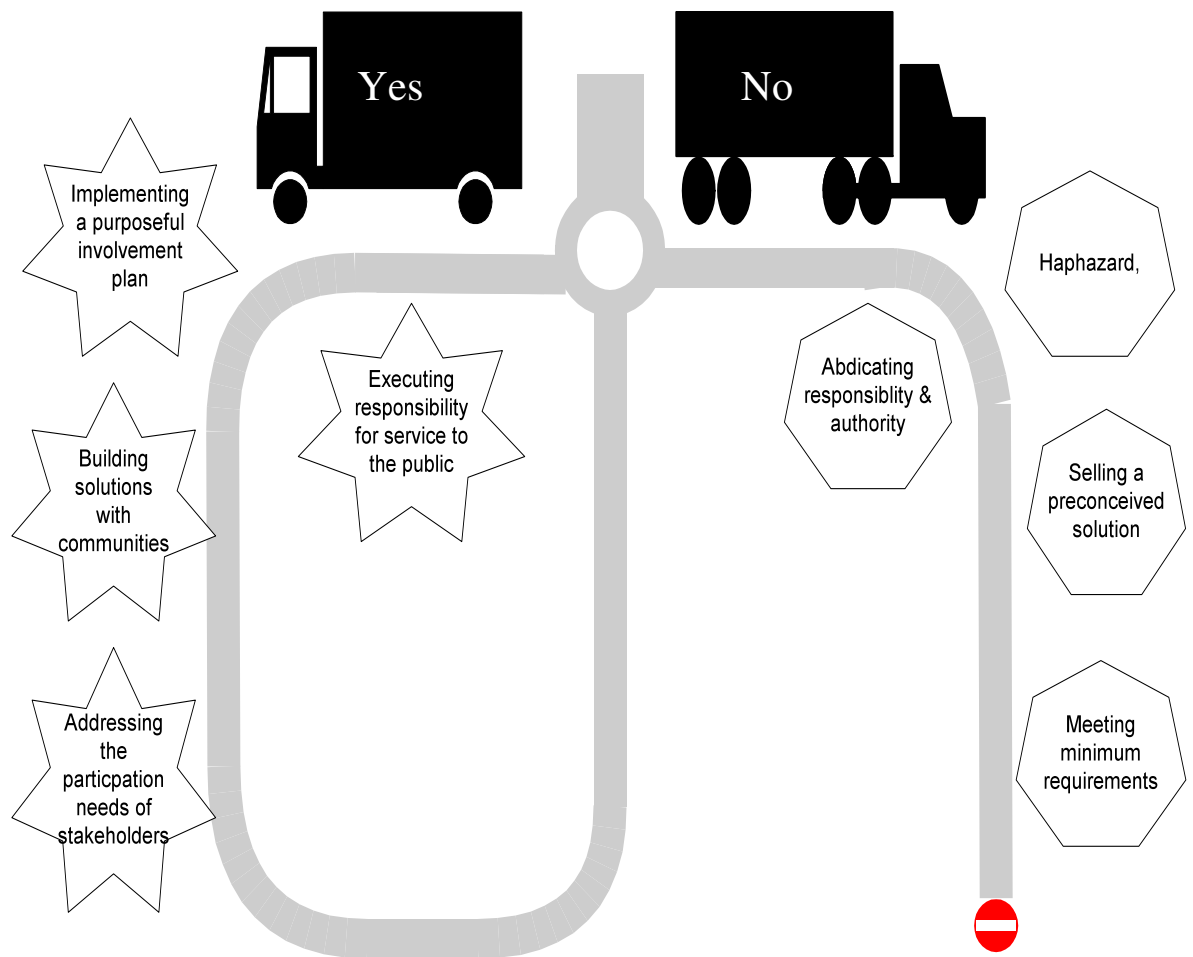 Yes
No
Implementing
a purposeful
involvement
plan
Haphazard,
Executing
responsibility
for service to
the public
Abdicating
responsiblity &
authority
Building
solutions
with
communities
Selling a
preconceived
solution
Addressing
the
particpation
needs of
stakeholders
Meeting
minimum
requirements